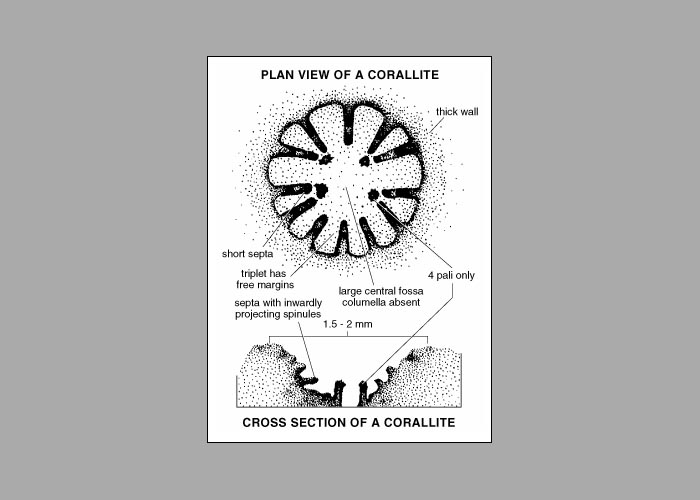 PLAN VIEW OF A CORALLITE
thick wall
short septa
triplet has
free margins
4 pali only
large central fossa
columella absent
septa with inwardly
projecting spinules
1.5 - 2 mm
CROSS SECTION OF A CORALLITE